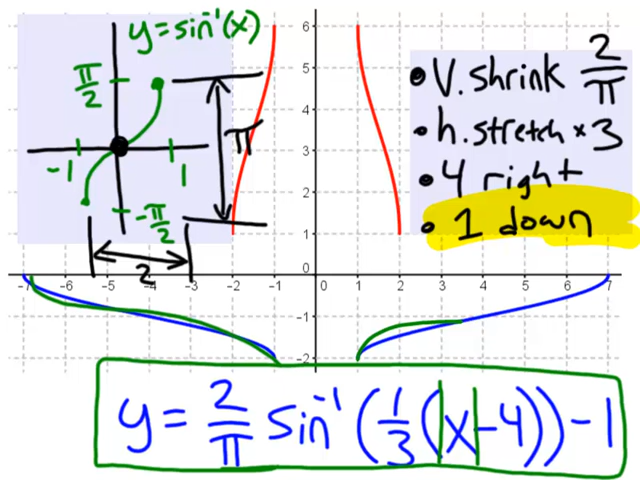 y=sin⁻¹(x)
π/2
-1
1
-π/2
π
2
• V. shrink 2/π
• h. stretch ×3
• 4 right
• 1 down
6
5
4
3
2
1
0
-1
-2
-7 -6 -5 -4 -3 -2 -1 0 1 2 3 4 5 6 7
y = 2/π sin⁻¹(1/3(|x|-4))-1